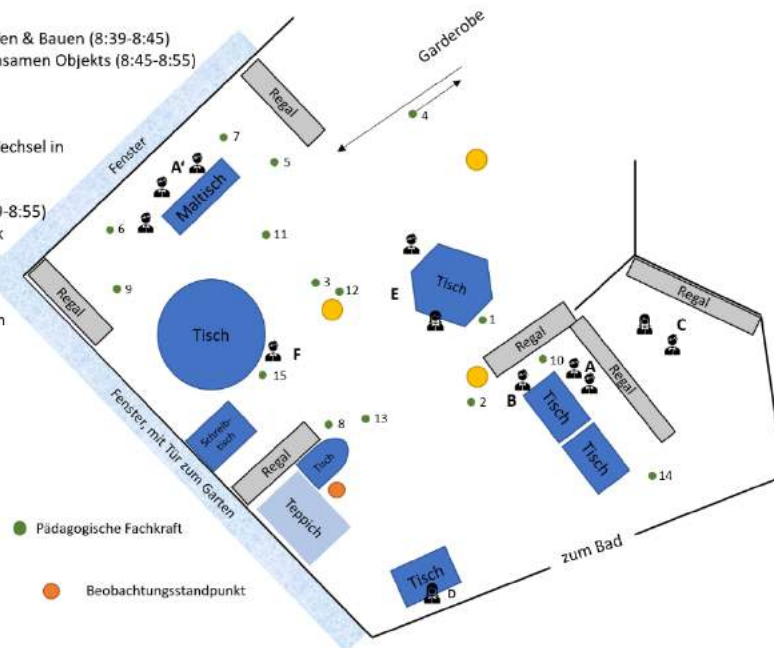 en & Bauen (8:39-8:45)
nsamen Objekts (8:45-8:55)
echsel in
9-8:55)
k
n
Garderobe
Regal
4
Fenster
7
A'
5
Maltisch
6
11
Regal
9
3
12
E
Tisch
1
Regal
C
Tisch
F
15
Regal
10
A
Regal
B
2
Tisch
Tisch
Schreib-
tisch
Regal
8
13
Tisch
14
Fenster, mit Tür zum Garten
Teppich
Pädagogische Fachkraft
Beobachtungsstandpunkt
zum Bad
Tisch
D